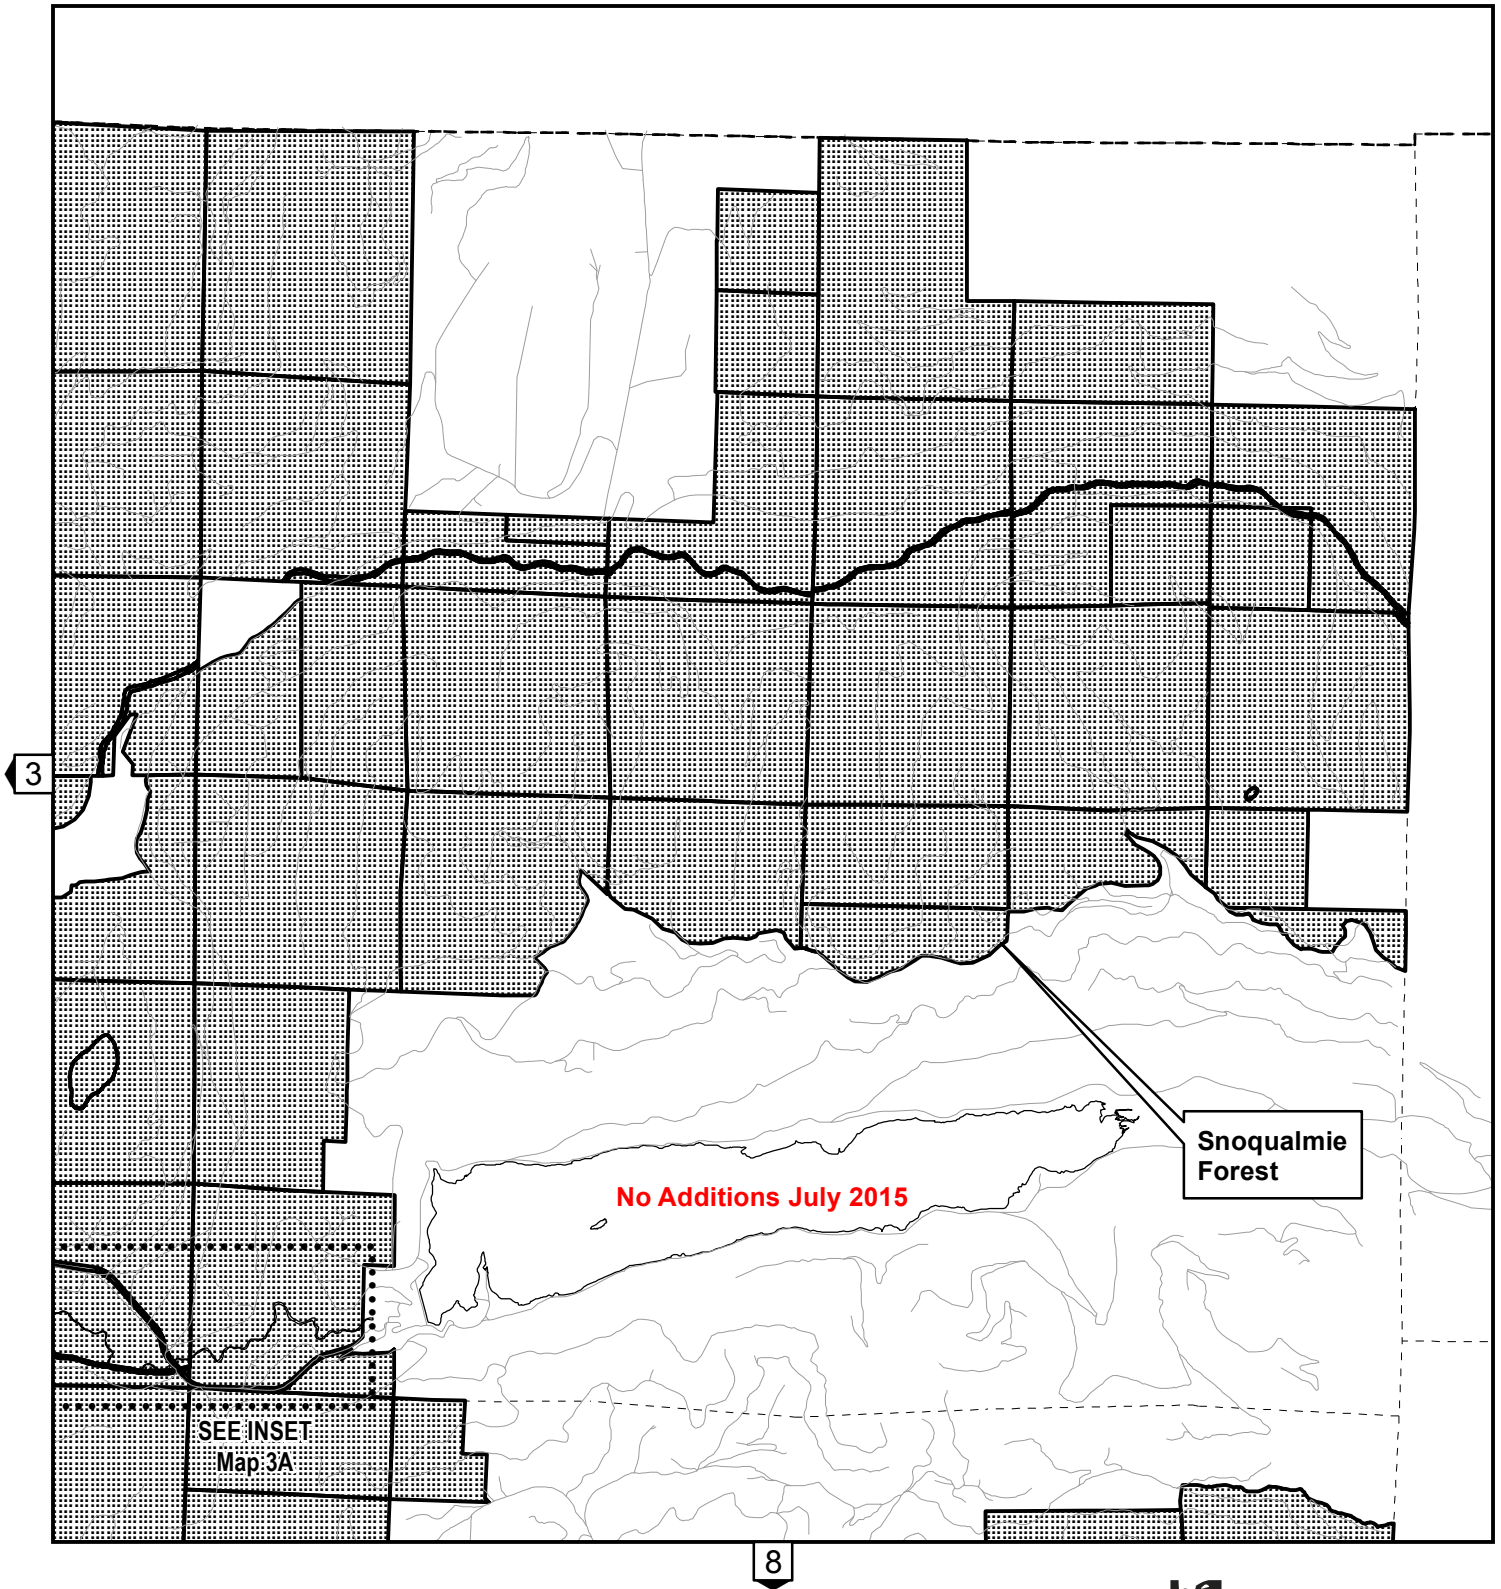 3
Snoqualmie
Forest
No Additions July 2015
SEE INSET
Map 3A
8